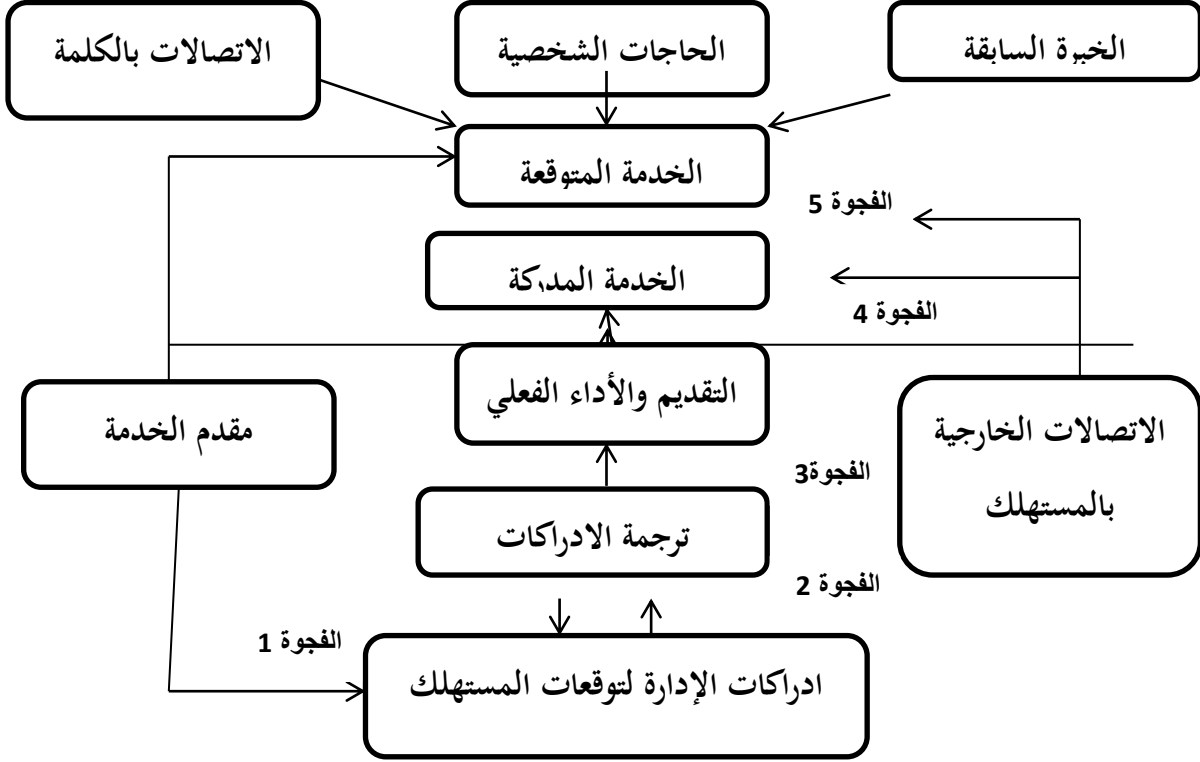 الخبرة السابقة
الحاجات الشخصية
الاتصالات بالكلمة
الخدمة المتوقعة
الفجوة 5
الخدمة المدركة
الفجوة 4
التقديم والأداء الفعلي
مقدم الخدمة
الاتصالات الخارجية
بالمستهلك
الفجوة3
ترجمة الادراكات
الفجوة 2
الفجوة 1
ادراكات الإدارة لتوقعات المستهلك